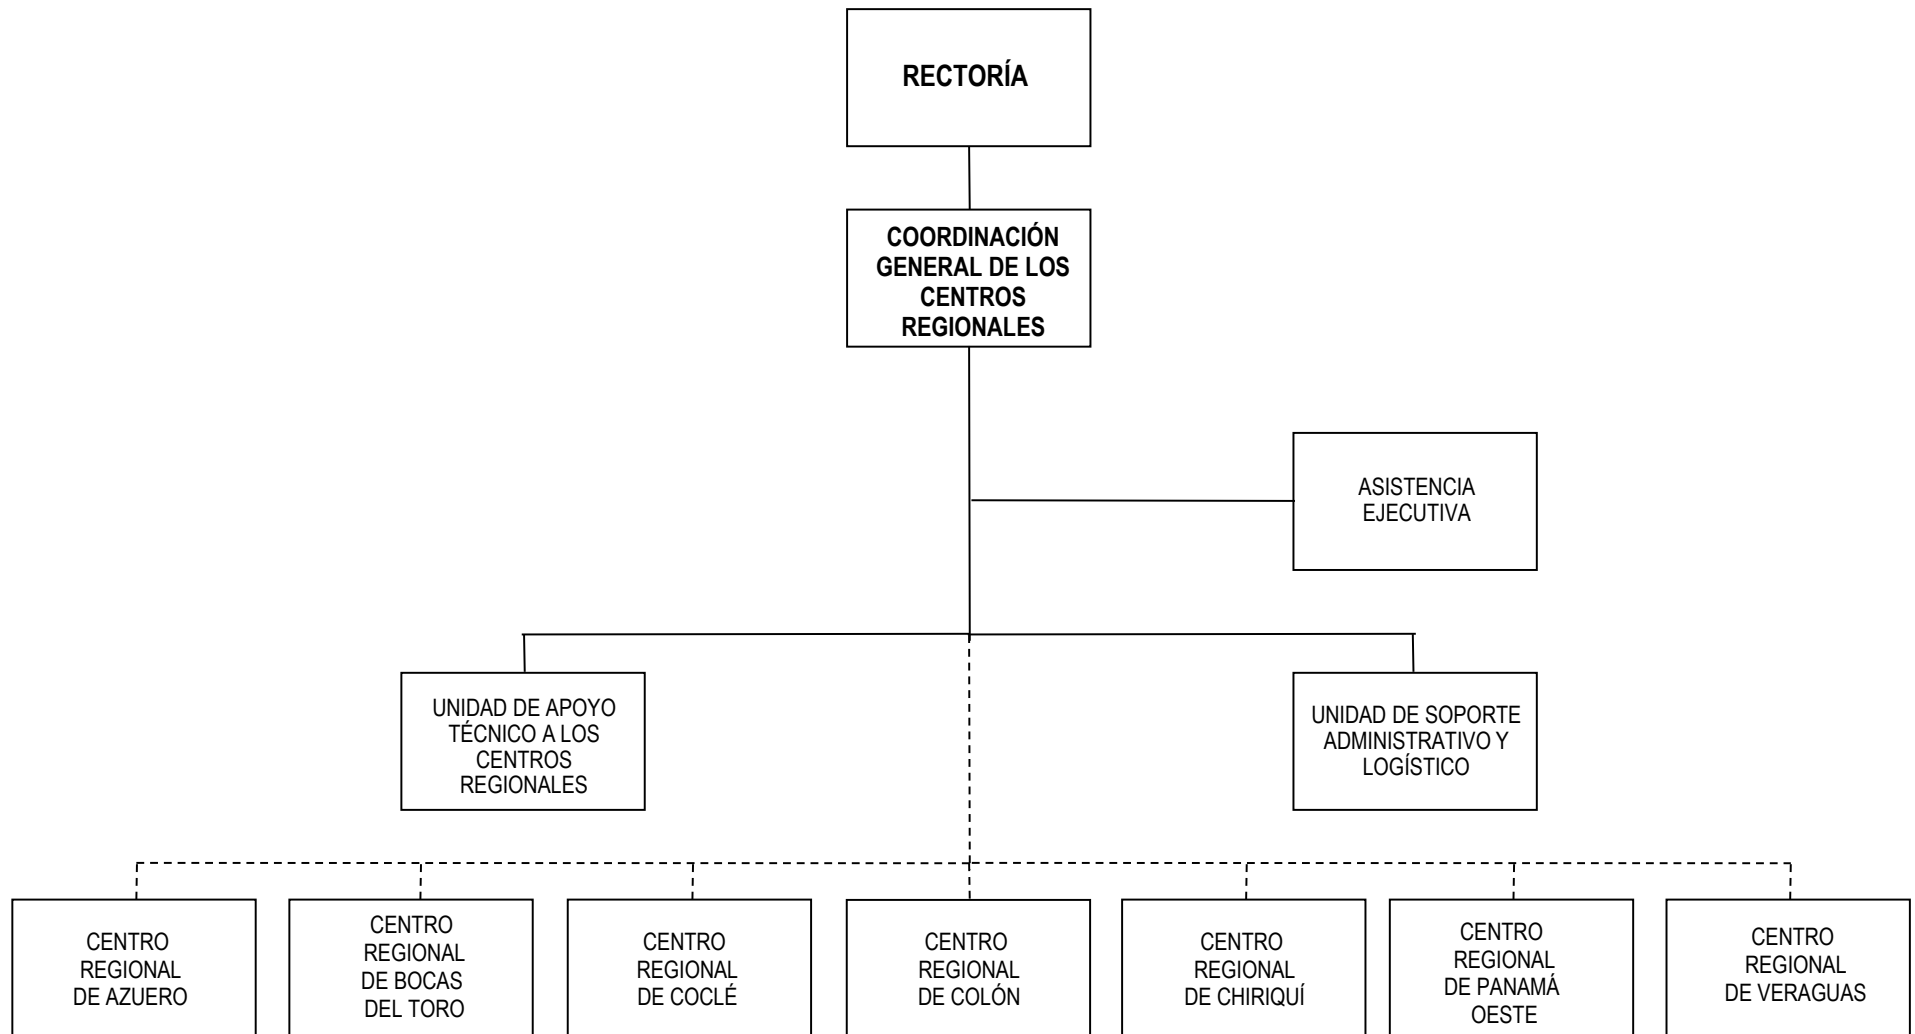 RECTORÍA
COORDINACIÓN
GENERAL DE LOS
CENTROS
REGIONALES
ASISTENCIA
EJECUTIVA
UNIDAD DE APOYO
TÉCNICO A LOS
CENTROS
REGIONALES
UNIDAD DE SOPORTE
ADMINISTRATIVO Y
LOGÍSTICO
CENTRO
REGIONAL
DE AZUERO
CENTRO
REGIONAL
DE BOCAS
DEL TORO
CENTRO
REGIONAL
DE COCLÉ
CENTRO
REGIONAL
DE COLÓN
CENTRO
REGIONAL
DE CHIRIQUÍ
CENTRO
REGIONAL
DE PANAMÁ
OESTE
CENTRO
REGIONAL
DE VERAGUAS